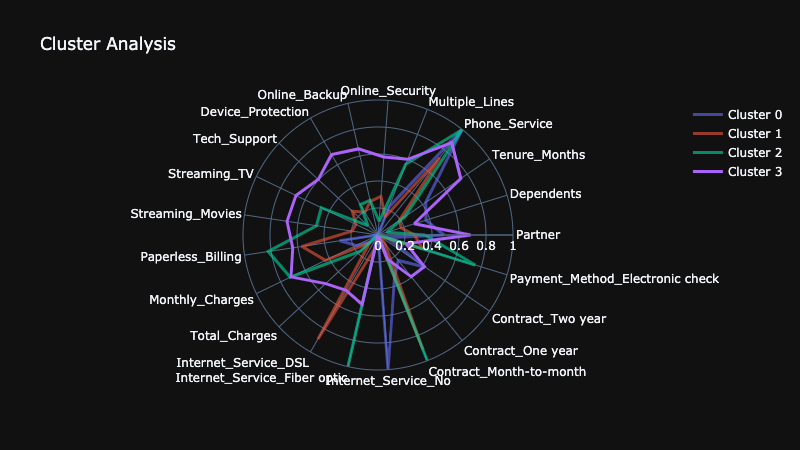 Cluster Analysis
Online_Security
Online_Backup
Multiple_Lines
Device_Protection
Phone_Service
Tech_Support
Tenure_Months
Streaming_TV
Dependents
Streaming_Movies
Partner
0 0.2 0.4 0.6 0.8 1
Paperless_Billing
Payment_Method_Electronic check
Monthly_Charges
Contract_Two year
Total_Charges
Contract_One year
Internet_Service_DSL
Contract_Month-to-month
Internet_Service_Fiber optic
Internet_Service_No
Cluster 0
Cluster 1
Cluster 2
Cluster 3